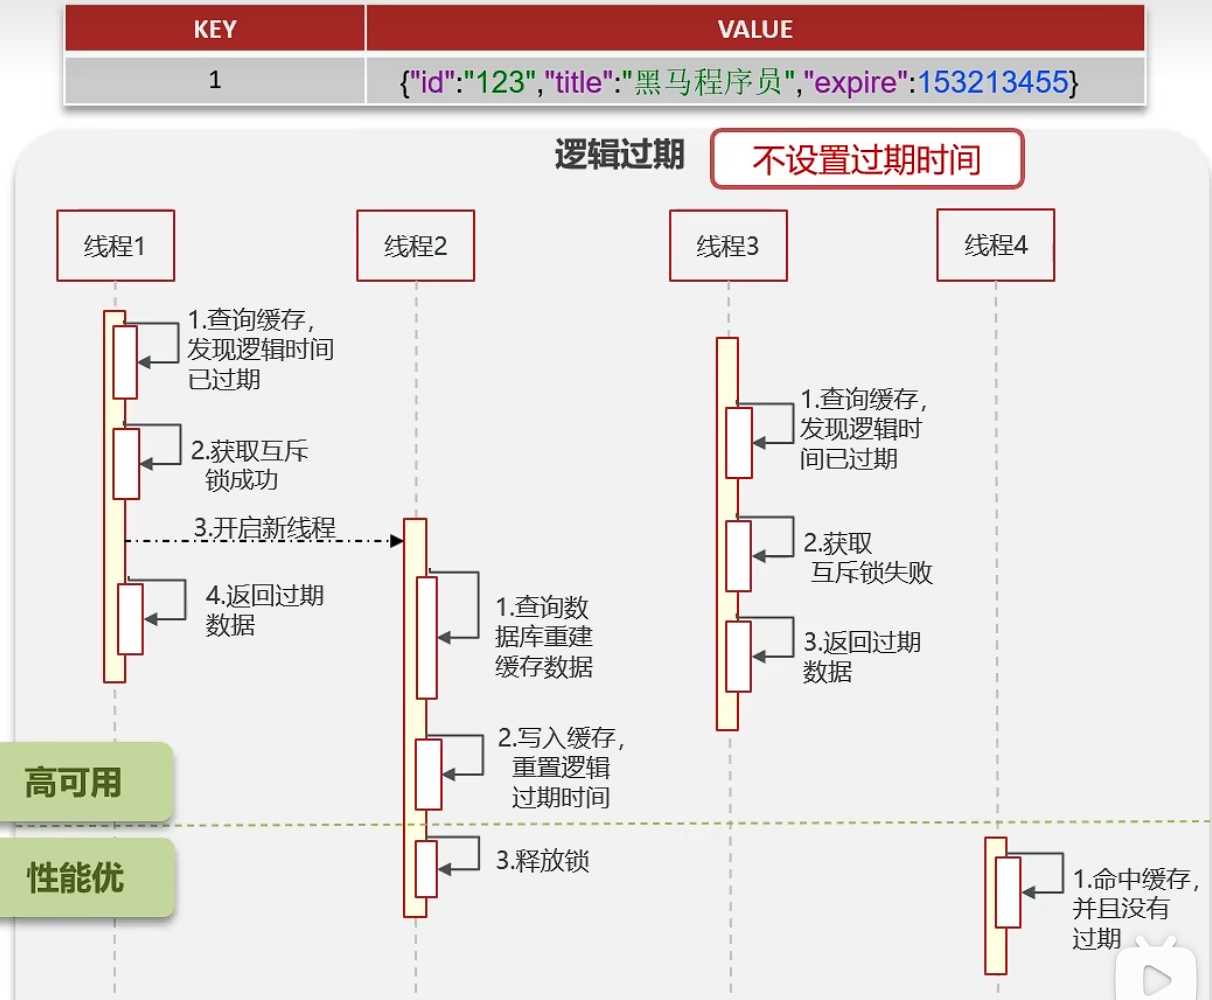 KEY VALUE
1 {"id":"123","title":"黑马程序员","expire":153213455}
逻辑过期 不设置过期时间
线程1
1.查询缓存，
发现逻辑时间
已过期
2.获取互斥
锁成功
3.开启新线程
4.返回过期
数据
线程2
1.查询数
据库重建
缓存数据
2.写入缓存，
重置逻辑
过期时间
3.释放锁
线程3
1.查询缓存，
发现逻辑时
间已过期
2.获取
互斥锁失败
3.返回过期
数据
线程4
1.命中缓存，
并且没有
过期
高可用
性能优